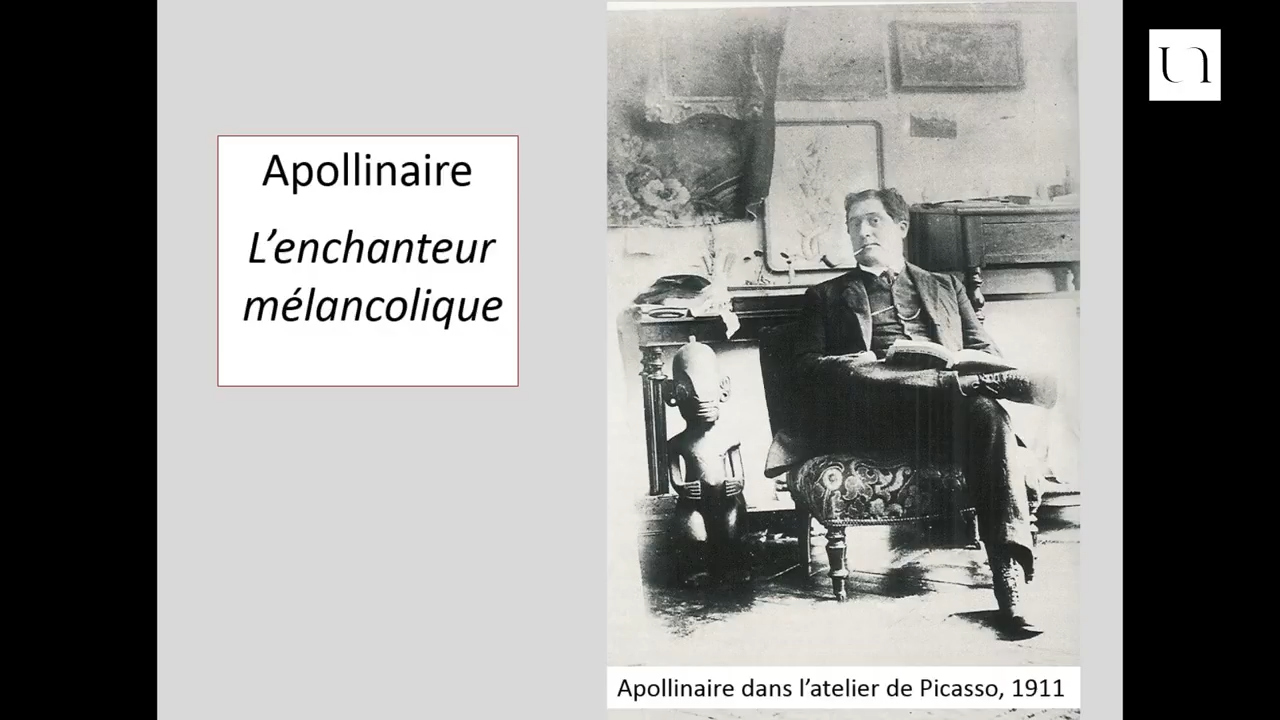 Apollinaire
L’enchanteur
mélancolique
Apollinaire dans l’atelier de Picasso, 1911